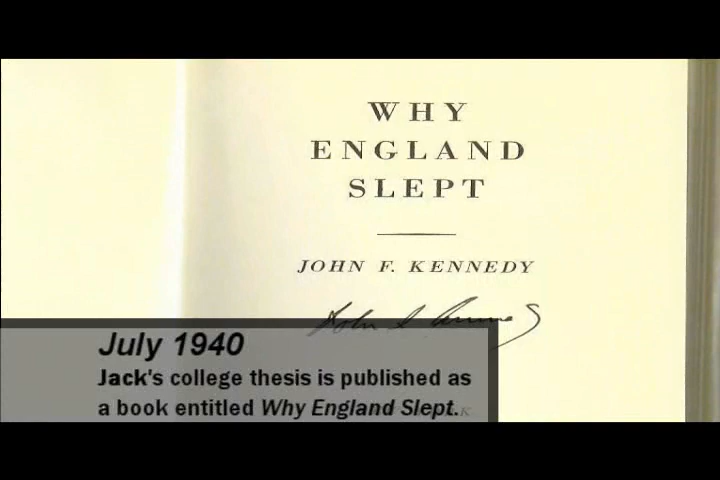 WHY
ENGLAND
SLEPT
JOHN F. KENNEDY
July 1940
Jack's college thesis is published as
a book entitled Why England Slept.